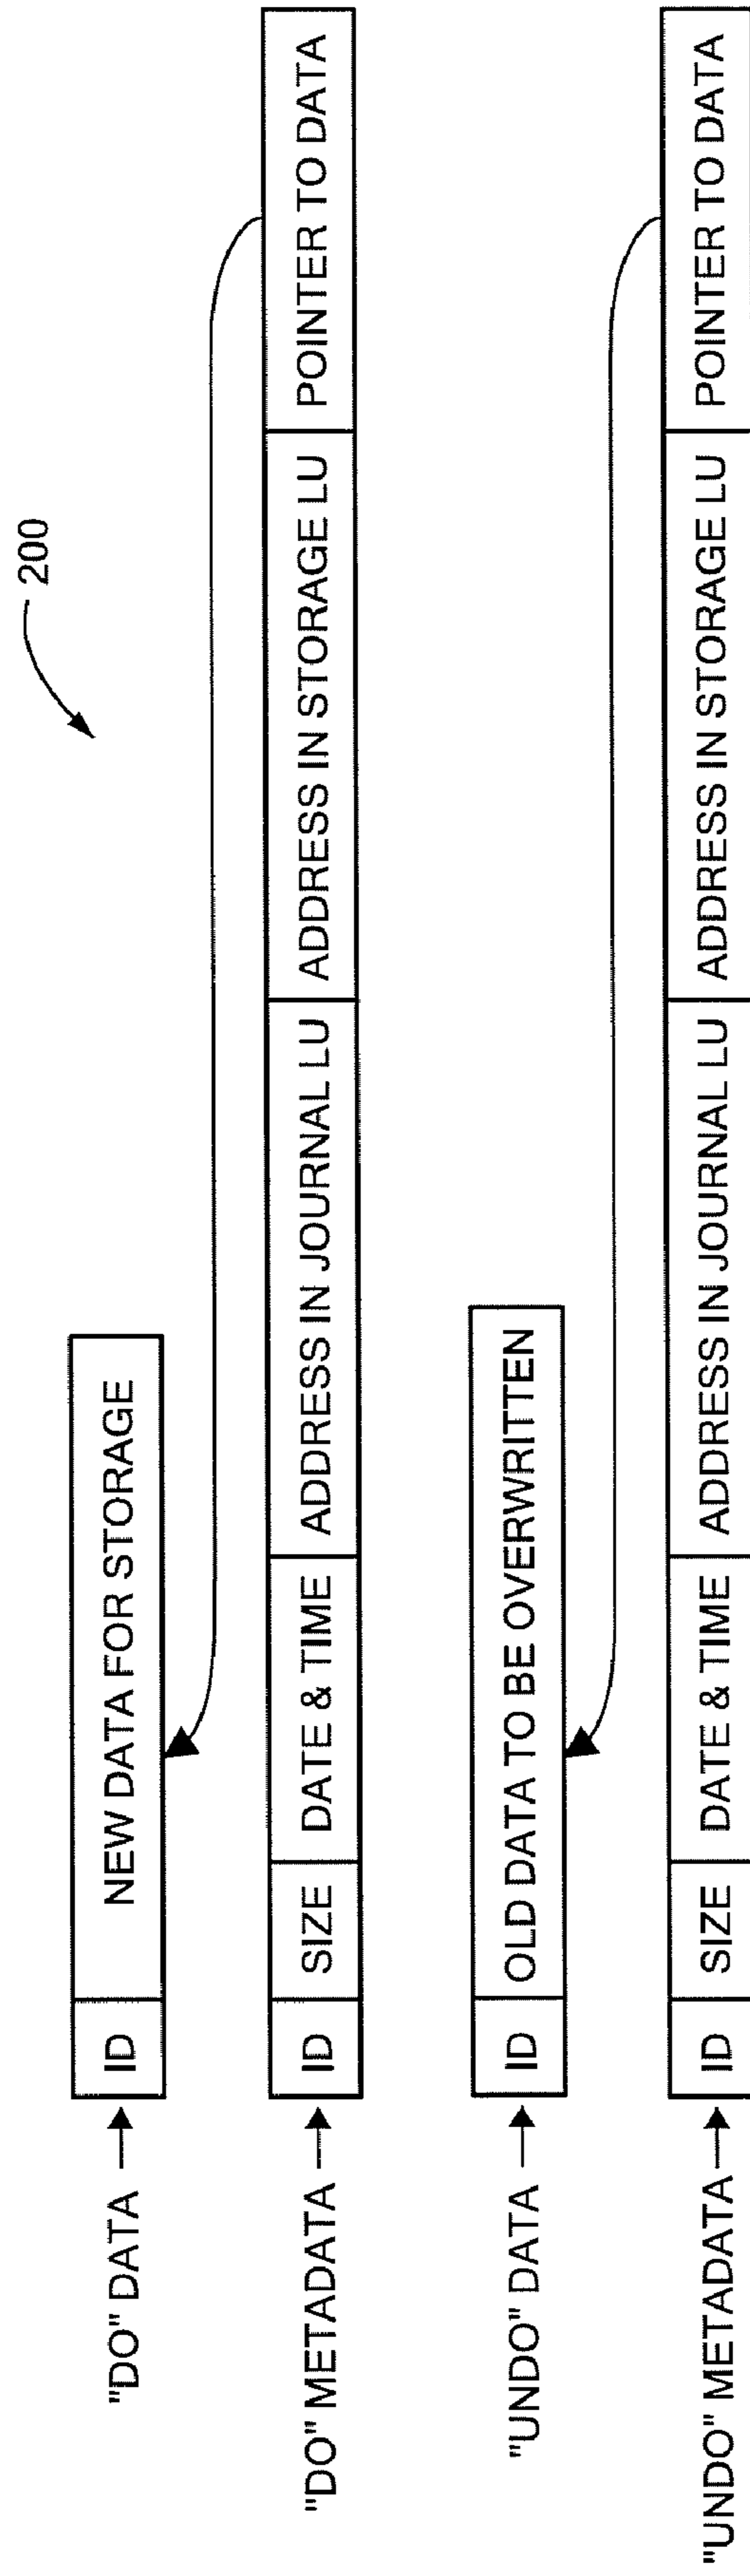 200
"DO" DATA → ID NEW DATA FOR STORAGE
"DO" METADATA → ID SIZE DATE & TIME ADDRESS IN JOURNAL LU ADDRESS IN STORAGE LU POINTER TO DATA
"UNDO" DATA → ID OLD DATA TO BE OVERWRITTEN
"UNDO" METADATA → ID SIZE DATE & TIME ADDRESS IN JOURNAL LU ADDRESS IN STORAGE LU POINTER TO DATA